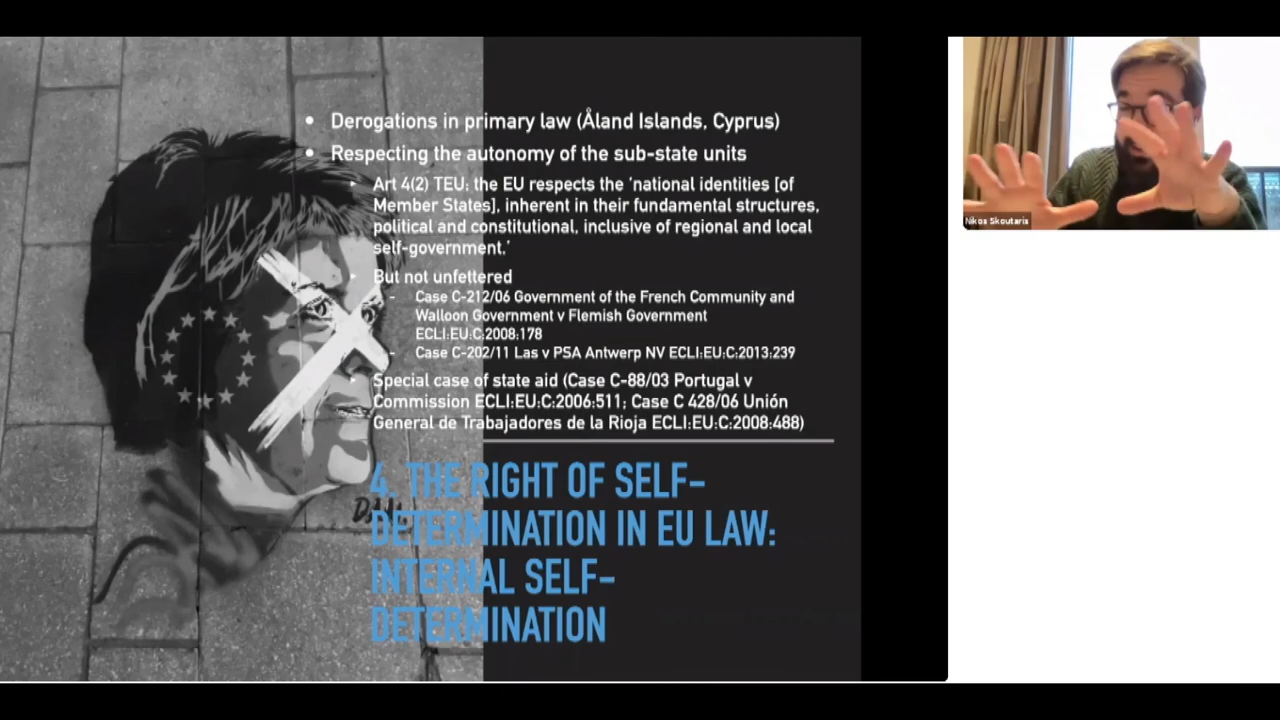 • Derogations in primary law (Åland Islands, Cyprus)
• Respecting the autonomy of the sub-state units
Art 4(2) TEU: the EU respects the ‘national identities [of
Member States], inherent in their fundamental structures,
political and constitutional, inclusive of regional and local
self-government.’
But not unfettered
- Case C-212/06 Government of the French Community and
Walloon Government v Flemish Government
ECLI:EU:C:2008:178
- Case C-202/11 Las v PSA Antwerp NV ECLI:EU:C:2013:239
Special case of state aid (Case C-88/03 Portugal v
Commission ECLI:EU:C:2006:511; Case C 428/06 Unión
General de Trabajadores de la Rioja ECLI:EU:C:2008:488)
4. THE RIGHT OF SELF-
DETERMINATION IN EU LAW:
INTERNAL SELF-
DETERMINATION
Nikos Skoutaris